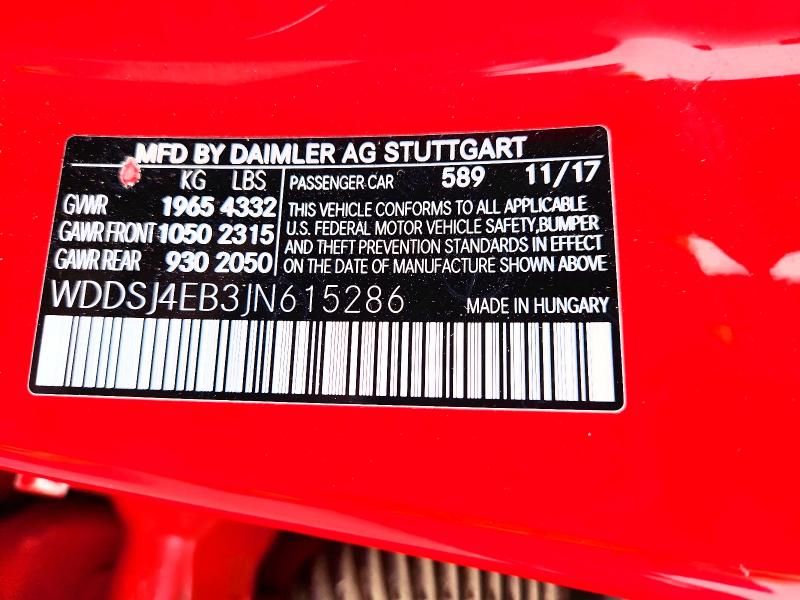 MFD BY DAIMLER AG STUTTGART
KG LBS
GVWR 1965 4332
GAWR FRONT 1050 2315
GAWR REAR 930 2050
PASSENGER CAR 589 11/17
THIS VEHICLE CONFORMS TO ALL APPLICABLE
U.S. FEDERAL MOTOR VEHICLE SAFETY, BUMPER
AND THEFT PREVENTION STANDARDS IN EFFECT
ON THE DATE OF MANUFACTURE SHOWN ABOVE
WDDSJ4EB3JN615286 MADE IN HUNGARY